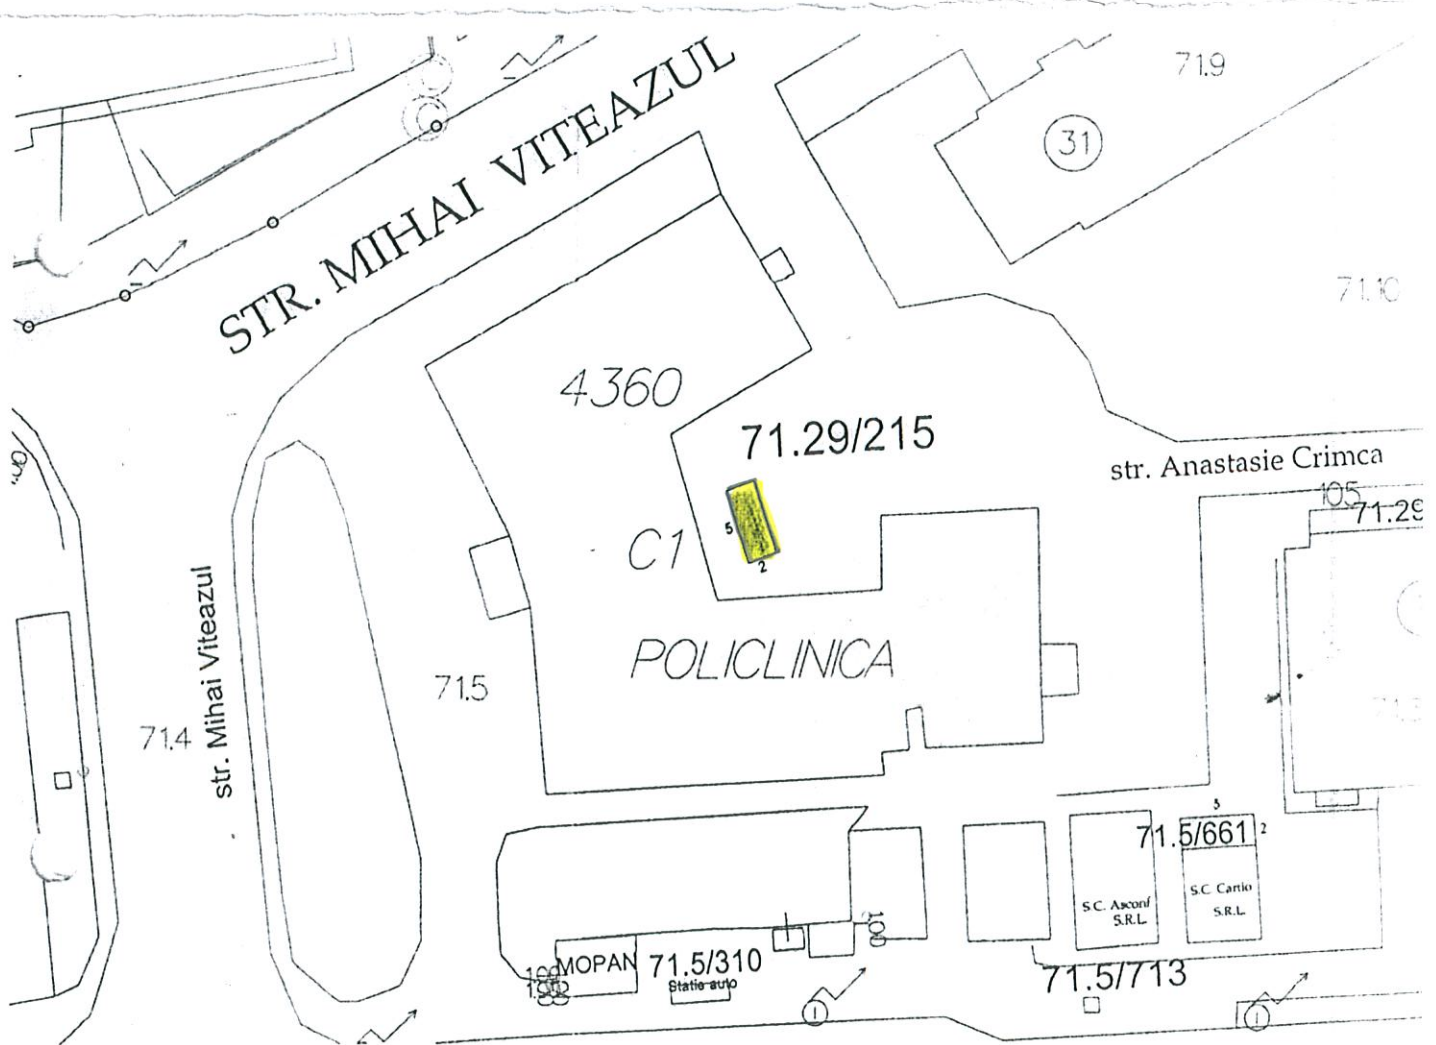 71.9
STR. MIHAI VITEAZUL
31
71.10
4360
71.29/215
str. Anastasie Crimca
105
71.29
5
C1
2
str. Mihai Viteazul
POLICLINICA
71.5
71.4
3
71.5/661
2
S.C. Cartio
S.R.L.
S.C. Asconf
S.R.L.
100
MOPAN
71.5/310
Statie auto
71.5/713
1
1